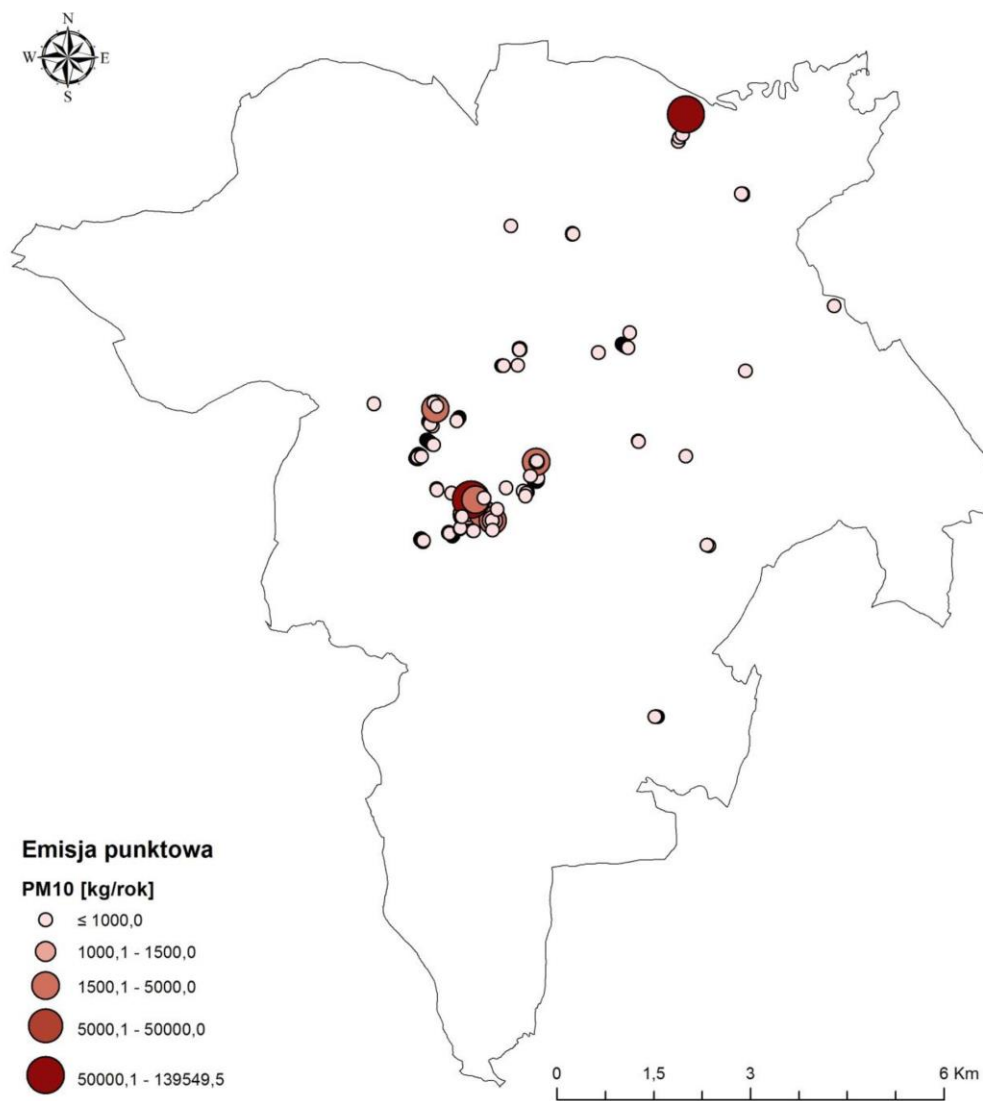 N
W E
S
Emisja punktowa
PM10 [kg/rok]
≤ 1000,0
1000,1 - 1500,0
1500,1 - 5000,0
5000,1 - 50000,0
50000,1 - 139549,5
0 1,5 3 6 Km